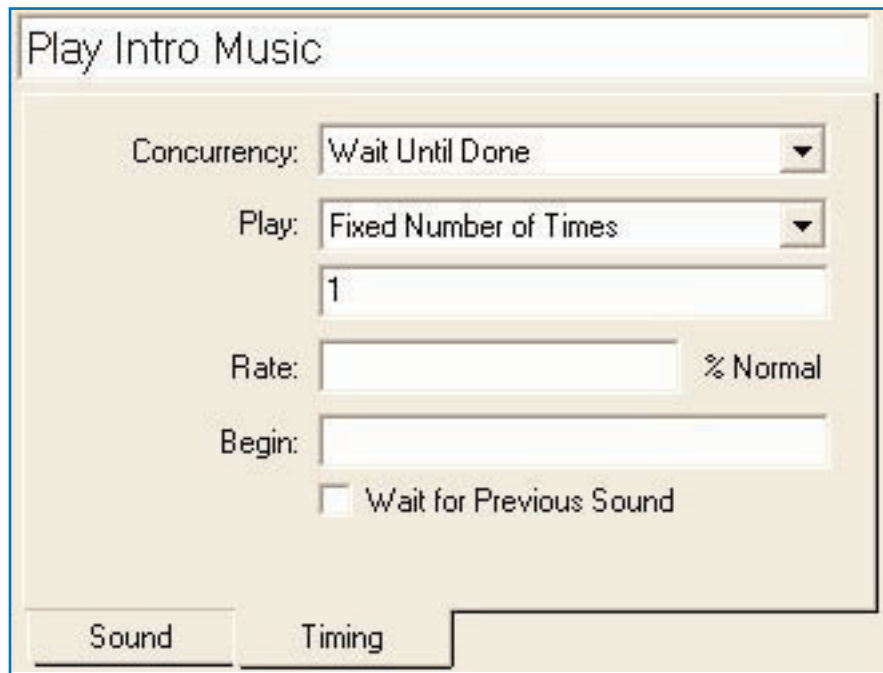 Play Intro Music
Concurrency: Wait Until Done
Play: Fixed Number of Times
1
Rate: % Normal
Begin:
Wait for Previous Sound
Sound Timing